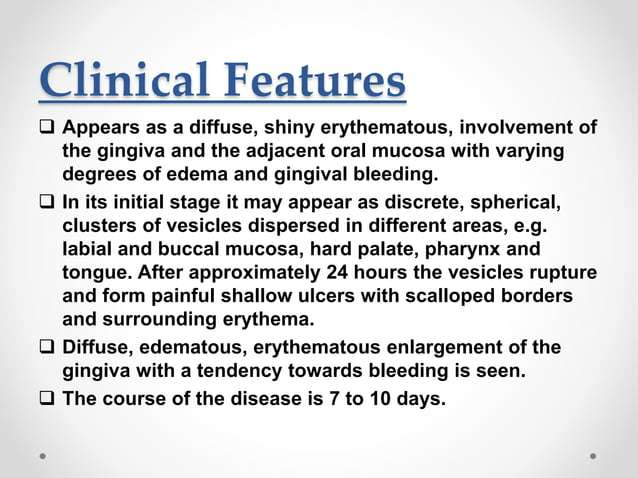 Clinical Features
❑ Appears as a diffuse, shiny erythematous, involvement of
the gingiva and the adjacent oral mucosa with varying
degrees of edema and gingival bleeding.
❑ In its initial stage it may appear as discrete, spherical,
clusters of vesicles dispersed in different areas, e.g.
labial and buccal mucosa, hard palate, pharynx and
tongue. After approximately 24 hours the vesicles rupture
and form painful shallow ulcers with scalloped borders
and surrounding erythema.
❑ Diffuse, edematous, erythematous enlargement of the
gingiva with a tendency towards bleeding is seen.
❑ The course of the disease is 7 to 10 days.